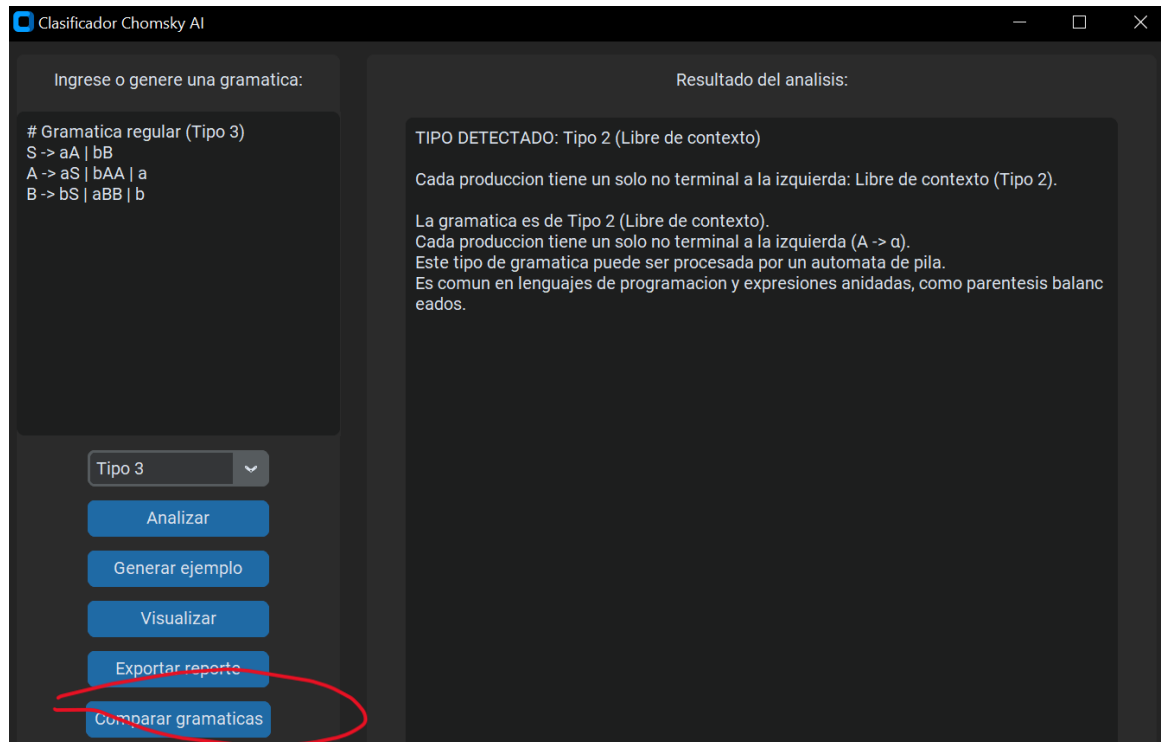 Clasificador Chomsky AI
Ingrese o genere una gramatica:
# Gramatica regular (Tipo 3)
S -> aA | bB
A -> aS | bAA | a
B -> bS | aBB | b
Tipo 3
Analizar
Generar ejemplo
Visualizar
Exportar reporte
Comparar gramaticas
Resultado del analisis:
TIPO DETECTADO: Tipo 2 (Libre de contexto)
Cada produccion tiene un solo no terminal a la izquierda: Libre de contexto (Tipo 2).
La gramatica es de Tipo 2 (Libre de contexto).
Cada produccion tiene un solo no terminal a la izquierda (A -> α).
Este tipo de gramatica puede ser procesada por un automata de pila.
Es comun en lenguajes de programacion y expresiones anidadas, como parentesis balanc
eados.